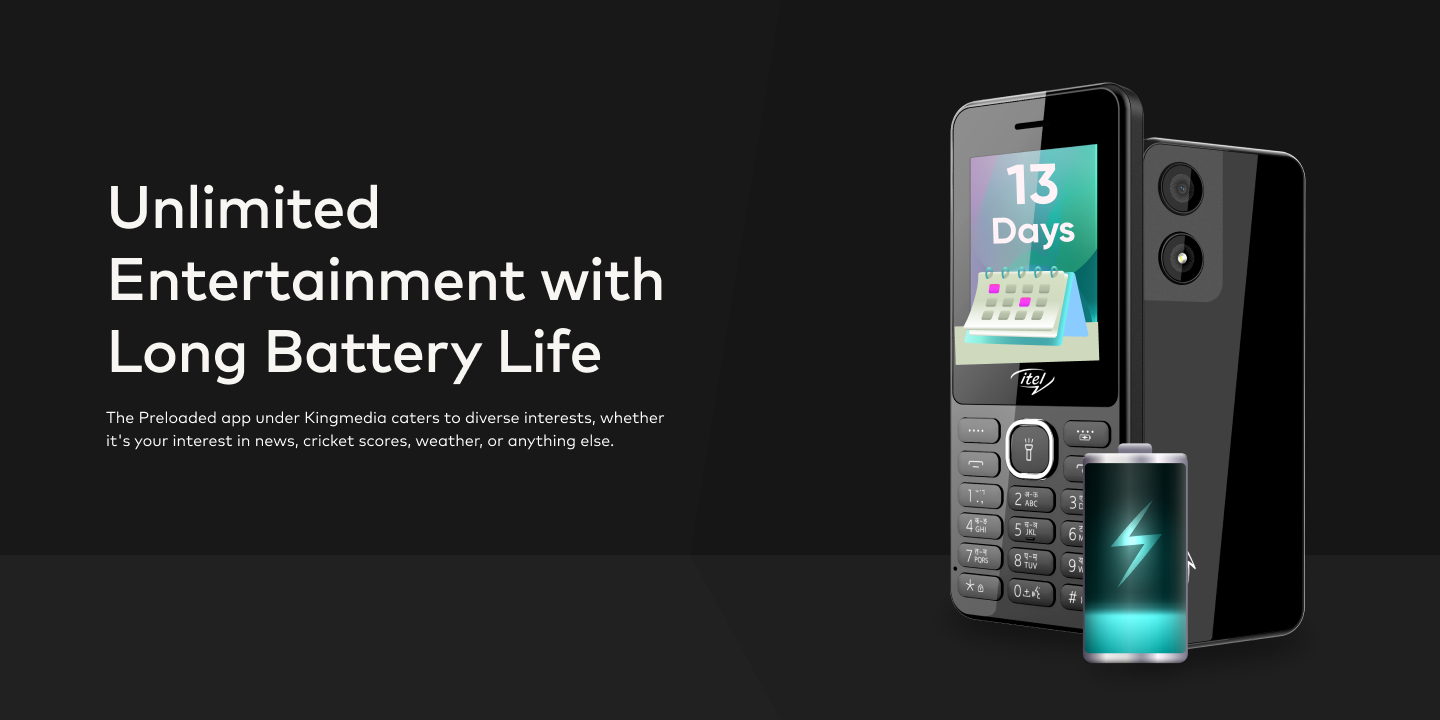 Unlimited
Entertainment with
Long Battery Life
The Preloaded app under Kingmedia caters to diverse interests, whether
it's your interest in news, cricket scores, weather, or anything else.
13
Days
itel
1
2 ABC
3
4 GHI
5 JKL
6
7 PQRS
8 TUV
9
*
0
#